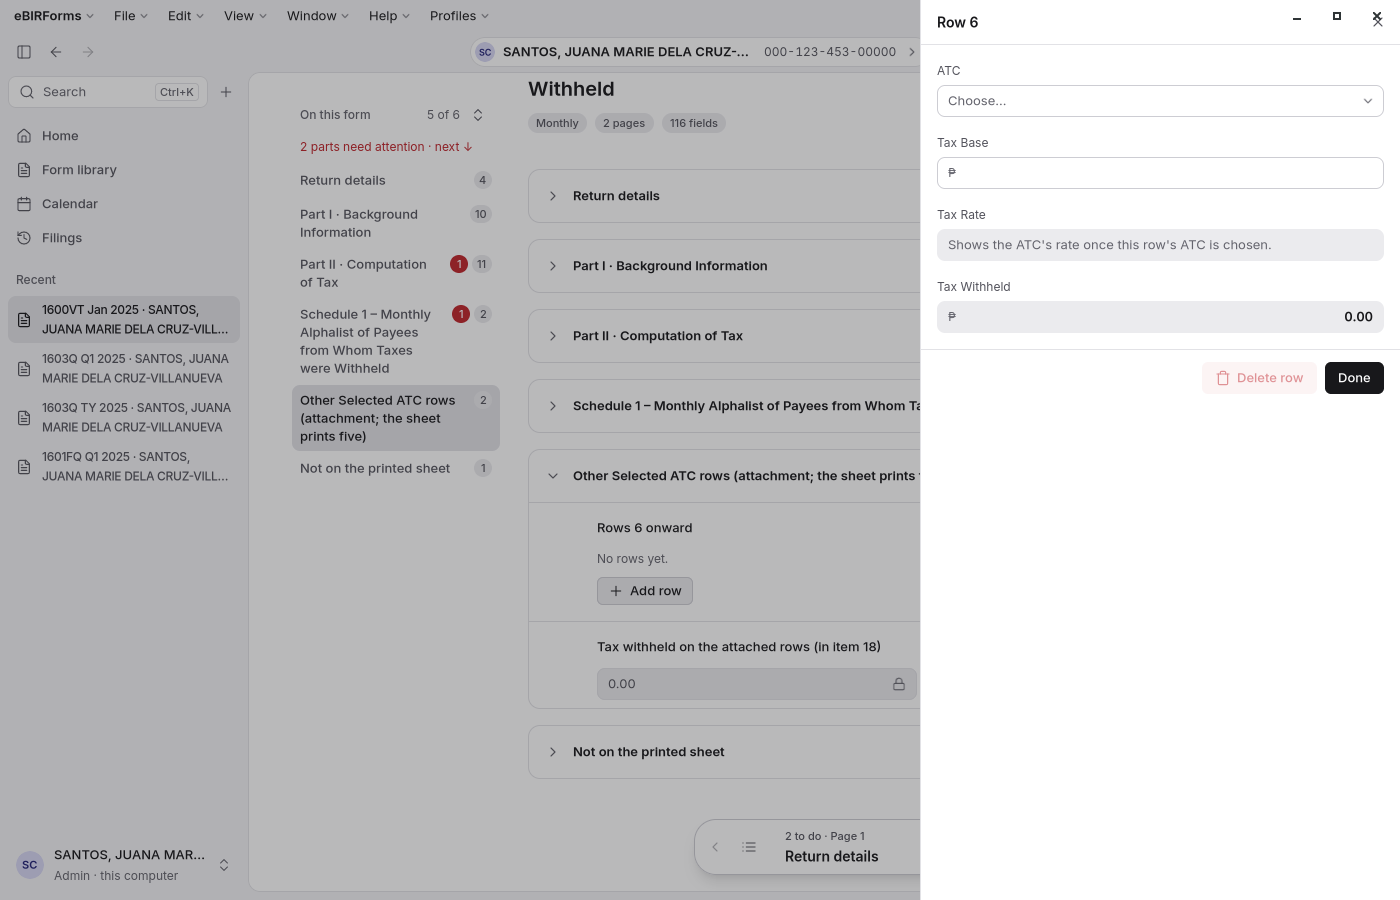 eBIRForms File Edit View Window Help Profiles
SC SANTOS, JUANA MARIE DELA CRUZ-... 000-123-453-00000
Search Ctrl+K
Home
Form library
Calendar
Filings
Recent
1600VT Jan 2025 · SANTOS,
JUANA MARIE DELA CRUZ-VILL...
1603Q Q1 2025 · SANTOS, JUANA
MARIE DELA CRUZ-VILLANUEVA
1603Q TY 2025 · SANTOS, JUANA
MARIE DELA CRUZ-VILLANUEVA
1601FQ Q1 2025 · SANTOS,
JUANA MARIE DELA CRUZ-VILL...
SC
SANTOS, JUANA MAR...
Admin · this computer
On this form 5 of 6
2 parts need attention · next ↓
Return details 4
Part I · Background 10
Information
Part II · Computation 1 11
of Tax
Schedule 1 – Monthly 1 2
Alphalist of Payees
from Whom Taxes
were Withheld
Other Selected ATC rows 2
(attachment; the sheet
prints five)
Not on the printed sheet 1
Withheld
Monthly 2 pages 116 fields
Return details
Part I · Background Information
Part II · Computation of Tax
Schedule 1 – Monthly Alphalist of Payees from Whom Ta
Other Selected ATC rows (attachment; the sheet prints
Rows 6 onward
No rows yet.
Add row
Tax withheld on the attached rows (in item 18)
0.00
Not on the printed sheet
2 to do · Page 1
Return details
Row 6
ATC
Choose...
Tax Base
₱
Tax Rate
Shows the ATC's rate once this row's ATC is chosen.
Tax Withheld
₱ 0.00
Delete row Done